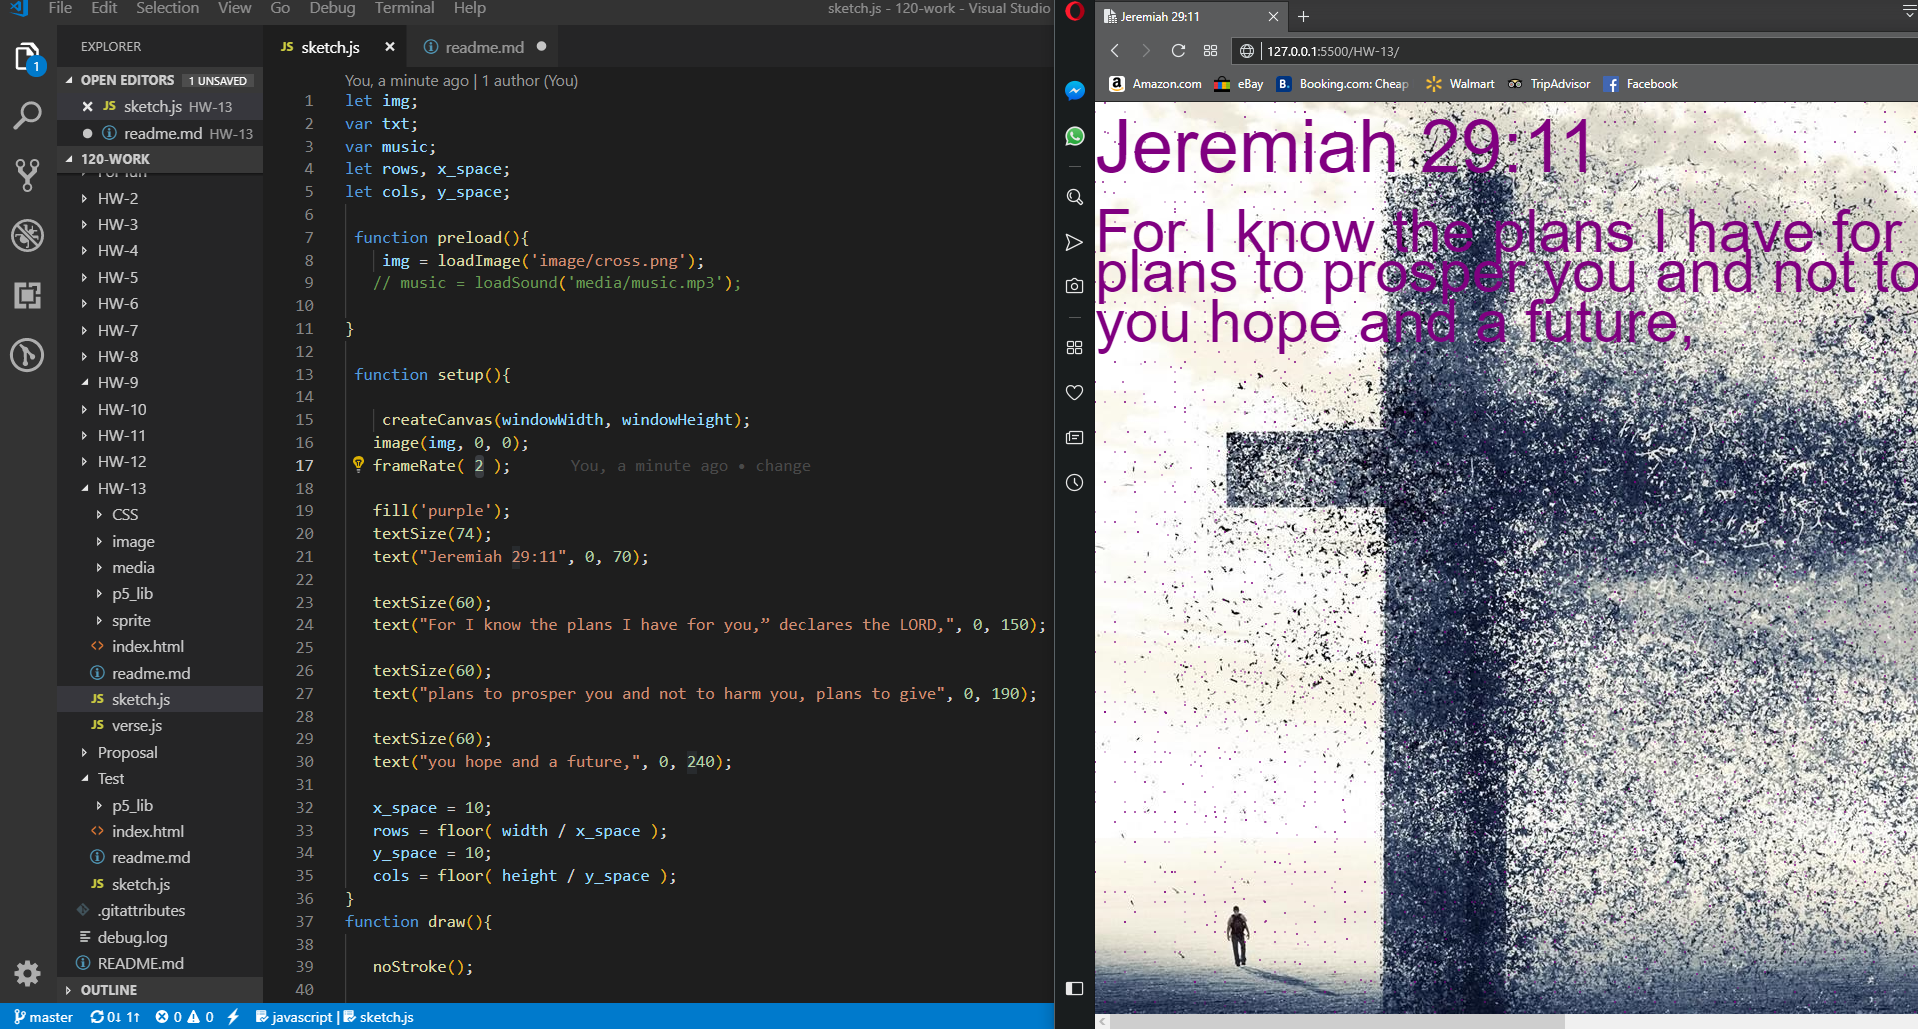 File Edit Selection View Go Debug Terminal Help
sketch.js - 120-work - Visual Studio
EXPLORER
OPEN EDITORS 1 UNSAVED
JS sketch.js HW-13
readme.md HW-13
120-WORK
HW-2
HW-3
HW-4
HW-5
HW-6
HW-7
HW-8
HW-9
HW-10
HW-11
HW-12
HW-13
CSS
image
media
p5_lib
sprite
index.html
readme.md
JS sketch.js
JS verse.js
Proposal
Test
p5_lib
index.html
readme.md
JS sketch.js
.gitattributes
debug.log
README.md
OUTLINE
JS sketch.js
readme.md
You, a minute ago | 1 author (You)
1 let img;
2 var txt;
3 var music;
4 let rows, x_space;
5 let cols, y_space;
6
7 function preload(){
8 img = loadImage('image/cross.png');
9 // music = loadSound('media/music.mp3');
10
11 }
12
13 function setup(){
14
15 createCanvas(windowWidth, windowHeight);
16 image(img, 0, 0);
17 frameRate( 2 ); You, a minute ago • change
18
19 fill('purple');
20 textSize(74);
21 text("Jeremiah 29:11", 0, 70);
22
23 textSize(60);
24 text("For I know the plans I have for you,” declares the LORD,", 0, 150);
25
26 textSize(60);
27 text("plans to prosper you and not to harm you, plans to give", 0, 190);
28
29 textSize(60);
30 text("you hope and a future,", 0, 240);
31
32 x_space = 10;
33 rows = floor( width / x_space );
34 y_space = 10;
35 cols = floor( height / y_space );
36 }
37 function draw(){
38
39 noStroke();
40
1
master 0↓ 1↑ 0 0 javascript | sketch.js
Jeremiah 29:11
127.0.0.1:5500/HW-13/
Amazon.com eBay Booking.com: Cheap Walmart TripAdvisor Facebook
Jeremiah 29:11
For I know the plans I have for
plans to prosper you and not to
you hope and a future,